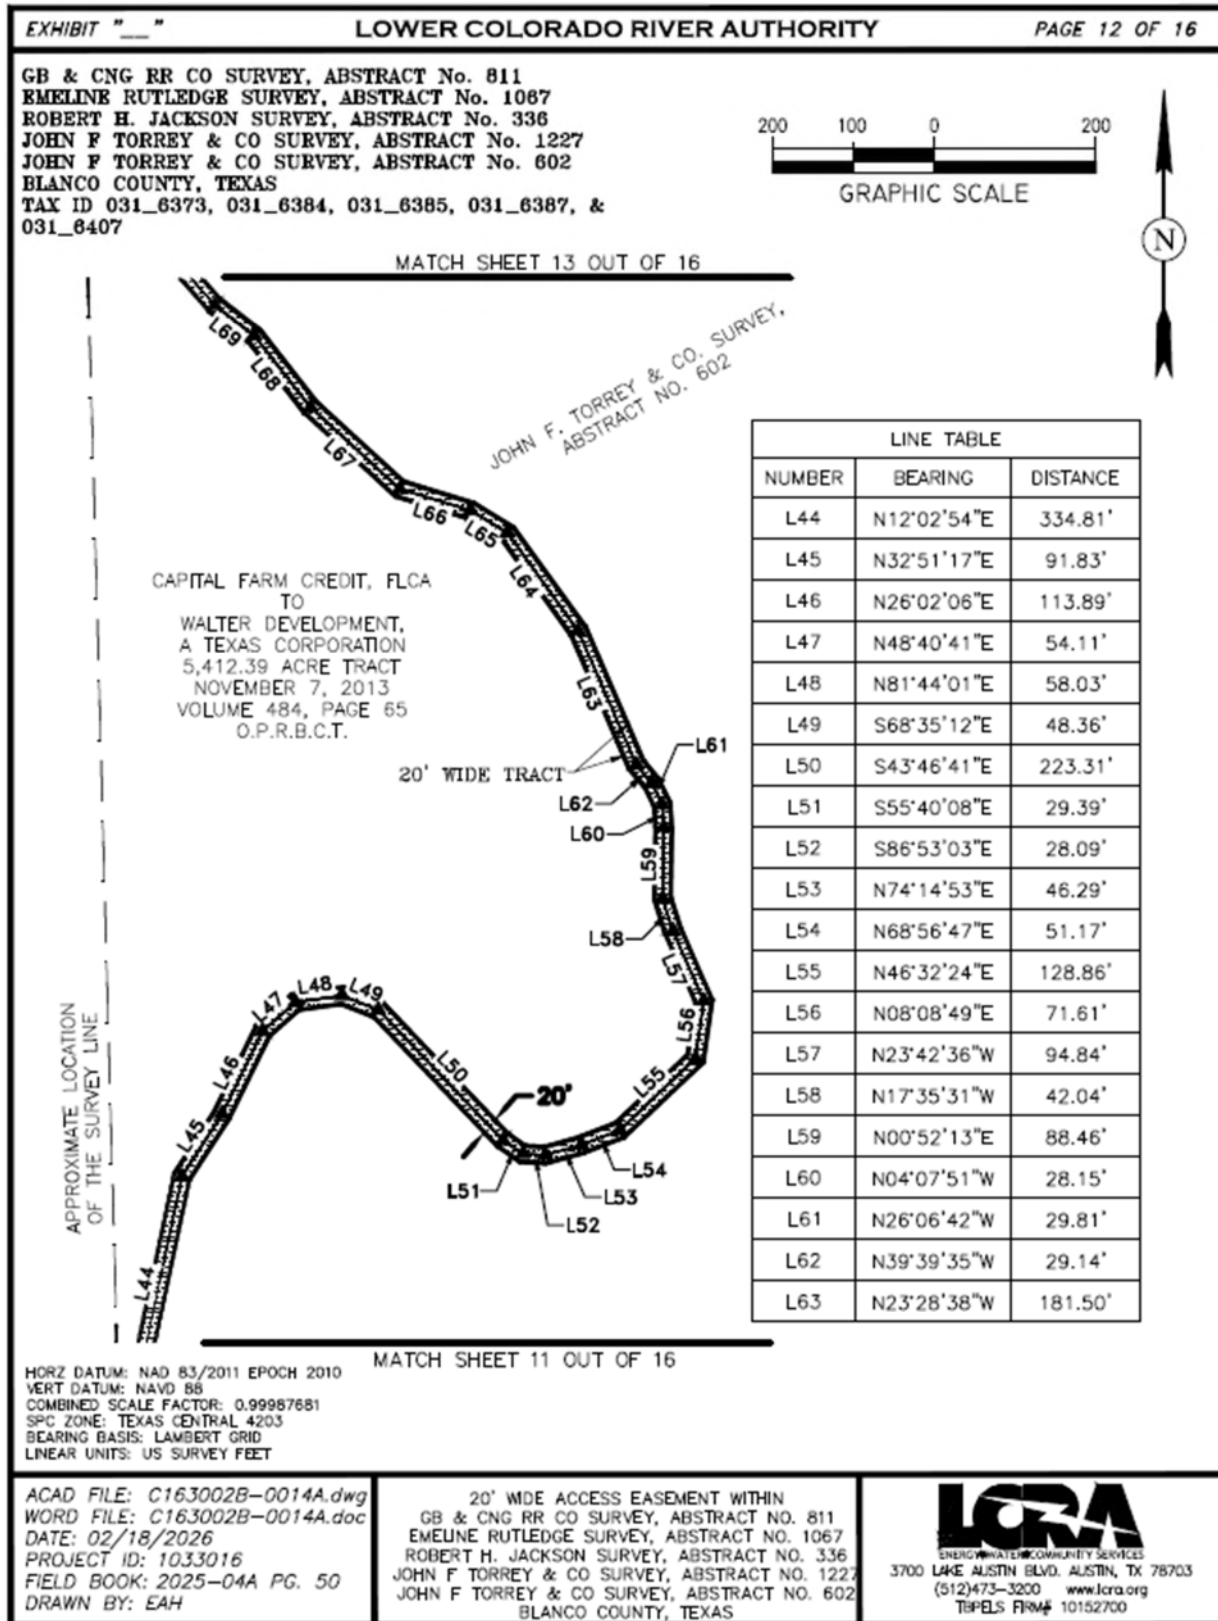 EXHIBIT "__"
LOWER COLORADO RIVER AUTHORITY
PAGE 12 OF 16
GB & CNG RR CO SURVEY, ABSTRACT No. 811
EMELINE RUTLEDGE SURVEY, ABSTRACT No. 1067
ROBERT H. JACKSON SURVEY, ABSTRACT No. 336
JOHN F TORREY & CO SURVEY, ABSTRACT No. 1227
JOHN F TORREY & CO SURVEY, ABSTRACT No. 602
BLANCO COUNTY, TEXAS
TAX ID 031_6373, 031_6384, 031_6385, 031_6387, &
031_6407
200 100 0 200
GRAPHIC SCALE
N
MATCH SHEET 13 OUT OF 16
JOHN F. TORREY & CO. SURVEY,
ABSTRACT NO. 602
L69
L68
L67
L66
L65
L64
L63
CAPITAL FARM CREDIT, FLCA
TO
WALTER DEVELOPMENT,
A TEXAS CORPORATION
5,412.39 ACRE TRACT
NOVEMBER 7, 2013
VOLUME 484, PAGE 65
O.P.R.B.C.T.
20' WIDE TRACT
L61
L62
L60
L59
L58
L57
L56
L55
L54
L53
L52
L51
20'
L50
L49
L48
L47
L46
L45
L44
APPROXIMATE LOCATION
OF THE SURVEY LINE
LINE TABLE
NUMBER BEARING DISTANCE
L44 N12°02'54"E 334.81'
L45 N32°51'17"E 91.83'
L46 N26°02'06"E 113.89'
L47 N48°40'41"E 54.11'
L48 N81°44'01"E 58.03'
L49 S68°35'12"E 48.36'
L50 S43°46'41"E 223.31'
L51 S55°40'08"E 29.39'
L52 S86°53'03"E 28.09'
L53 N74°14'53"E 46.29'
L54 N68°56'47"E 51.17'
L55 N46°32'24"E 128.86'
L56 N08°08'49"E 71.61'
L57 N23°42'36"W 94.84'
L58 N17°35'31"W 42.04'
L59 N00°52'13"E 88.46'
L60 N04°07'51"W 28.15'
L61 N26°06'42"W 29.81'
L62 N39°39'35"W 29.14'
L63 N23°28'38"W 181.50'
MATCH SHEET 11 OUT OF 16
HORZ DATUM: NAD 83/2011 EPOCH 2010
VERT DATUM: NAVD 88
COMBINED SCALE FACTOR: 0.99987681
SPC ZONE: TEXAS CENTRAL 4203
BEARING BASIS: LAMBERT GRID
LINEAR UNITS: US SURVEY FEET
ACAD FILE: C163002B-0014A.dwg
WORD FILE: C163002B-0014A.doc
DATE: 02/18/2026
PROJECT ID: 1033016
FIELD BOOK: 2025-04A PG. 50
DRAWN BY: EAH
20' WIDE ACCESS EASEMENT WITHIN
GB & CNG RR CO SURVEY, ABSTRACT NO. 811
EMELINE RUTLEDGE SURVEY, ABSTRACT NO. 1067
ROBERT H. JACKSON SURVEY, ABSTRACT NO. 336
JOHN F TORREY & CO SURVEY, ABSTRACT NO. 1227
JOHN F TORREY & CO SURVEY, ABSTRACT NO. 602
BLANCO COUNTY, TEXAS
LCRA
ENERGY•WATER•COMMUNITY SERVICES
3700 LAKE AUSTIN BLVD. AUSTIN, TX 78703
(512)473-3200 www.lcra.org
TBPELS FIRM# 10152700